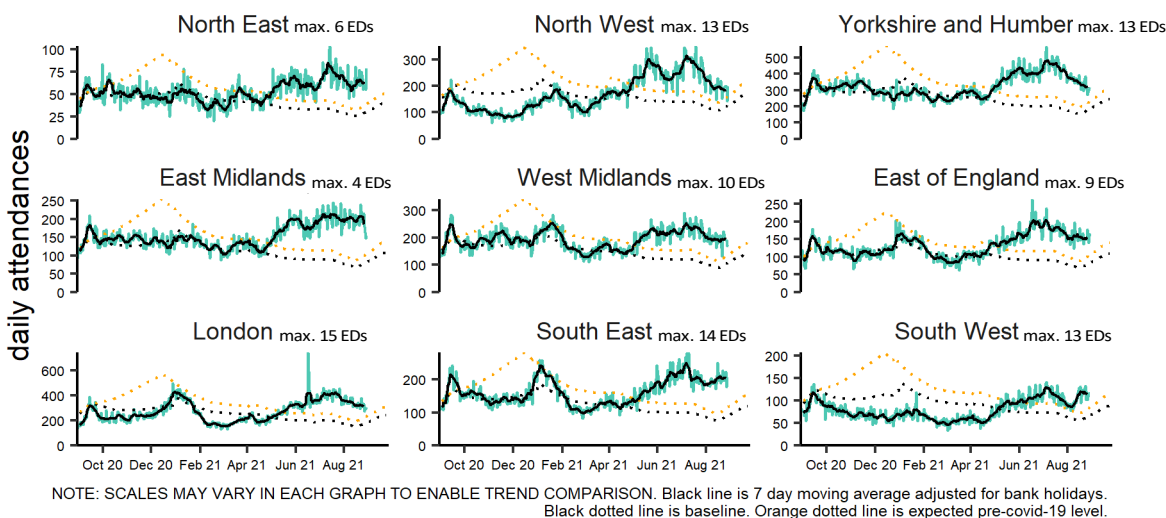 North East max. 6 EDs
North West max. 13 EDs
Yorkshire and Humber max. 13 EDs
100
75
50
25
0
300
200
100
0
500
400
300
200
100
0
daily attendances
East Midlands max. 4 EDs
West Midlands max. 10 EDs
East of England max. 9 EDs
250
200
150
100
50
0
300
200
100
0
250
200
150
100
50
0
London max. 15 EDs
South East max. 14 EDs
South West max. 13 EDs
600
400
200
0
200
100
0
200
150
100
50
0
Oct 20 Dec 20 Feb 21 Apr 21 Jun 21 Aug 21
Oct 20 Dec 20 Feb 21 Apr 21 Jun 21 Aug 21
Oct 20 Dec 20 Feb 21 Apr 21 Jun 21 Aug 21
NOTE: SCALES MAY VARY IN EACH GRAPH TO ENABLE TREND COMPARISON. Black line is 7 day moving average adjusted for bank holidays.
Black dotted line is baseline. Orange dotted line is expected pre-covid-19 level.